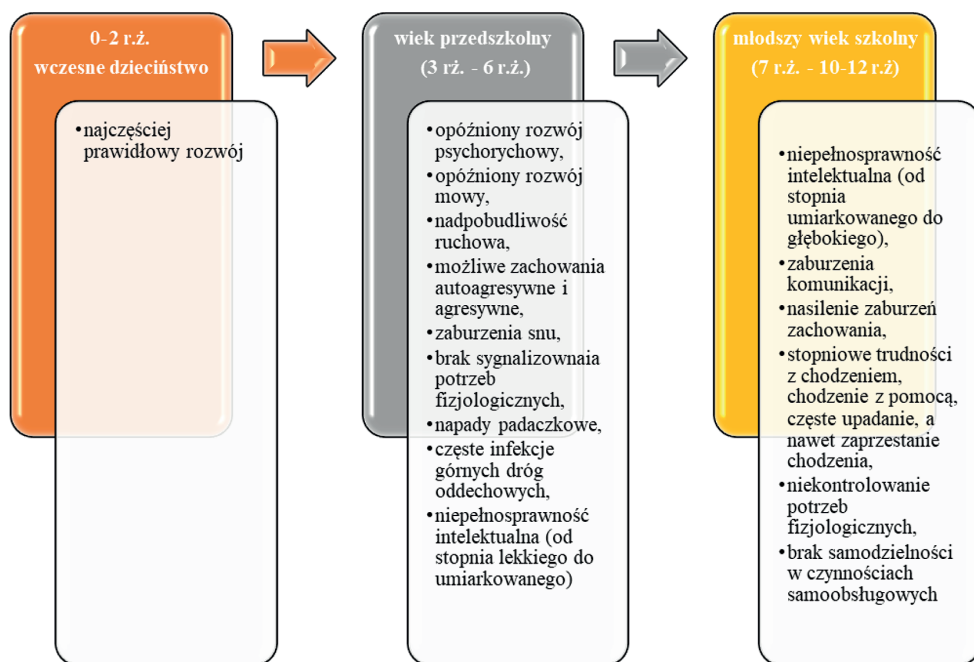 0-2 r.ż.
wczesne dzieciństwo
•najczęściej
prawidłowy rozwój
wiek przedszkolny
(3 rż. - 6 r.ż.)
•opóźniony rozwój
psychorychowy,
•opóźniony rozwój
mowy,
•nadpobudliwość
ruchowa,
•możliwe zachowania
autoagresywne i
agresywne,
•zaburzenia snu,
•brak sygnalizownaia
potrzeb
fizjologicznych,
•napady padaczkowe,
•częste infekcje
górnych dróg
oddechowych,
•niepełnosprawność
intelektualna (od
stopnia lekkiego do
umiarkowanego)
młodszy wiek szkolny
(7 r.ż. - 10-12 r.ż)
•niepełnosprawność
intelektualna (od
stopnia
umiarkowanego do
głębokiego),
•zaburzenia
komunikacji,
•nasilenie zaburzeń
zachowania,
•stopniowe trudności
z chodzeniem,
chodzenie z pomocą,
częste upadanie, a
nawet zaprzestanie
chodzenia,
•niekontrolowanie
potrzeb
fizjologicznych,
•brak samodzielności
w czynnościach
samoobsługowych